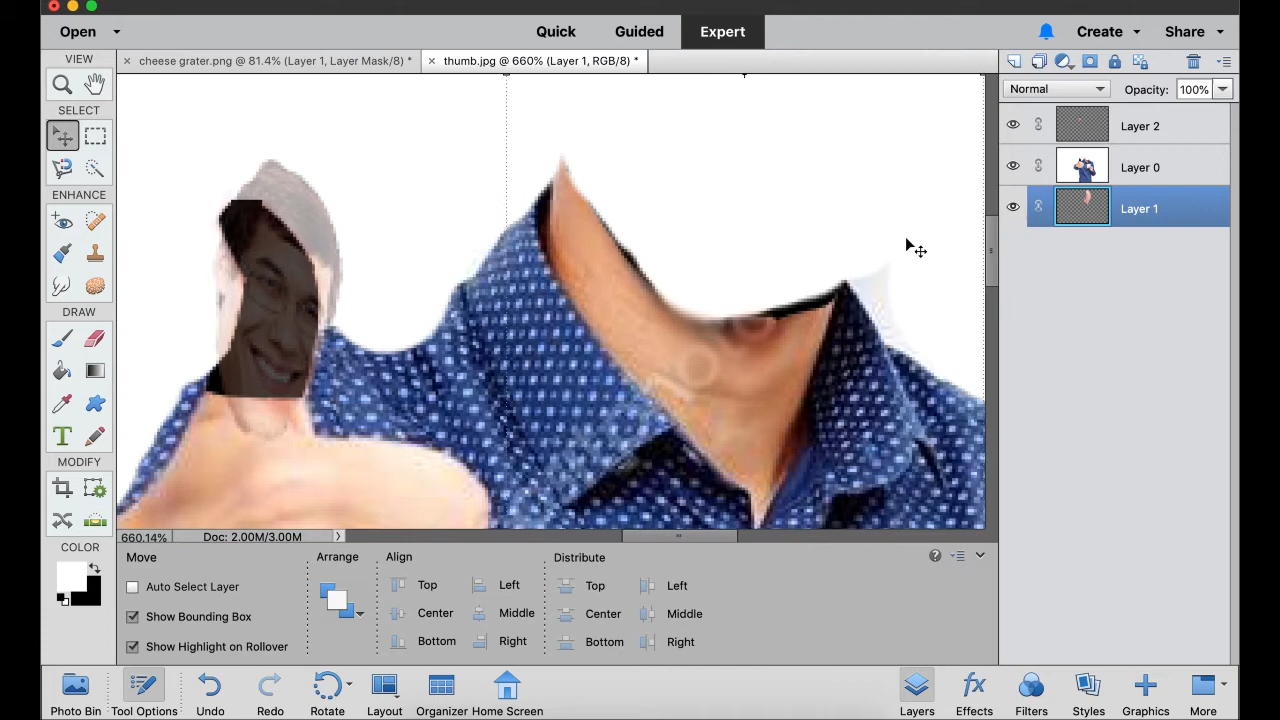 Open
Quick
Guided
Expert
Create
Share
VIEW
× cheese grater.png @ 81.4% (Layer 1, Layer Mask/8) *
× thumb.jpg @ 660% (Layer 1, RGB/8) *
SELECT
ENHANCE
DRAW
T
MODIFY
COLOR
Normal
Opacity: 100%
Layer 2
Layer 0
Layer 1
660.14%
Doc: 2.00M/3.00M
Move
Auto Select Layer
Show Bounding Box
Show Highlight on Rollover
Arrange
Align
Top
Left
Center
Middle
Bottom
Right
Distribute
Top
Left
Center
Middle
Bottom
Right
Photo Bin
Tool Options
Undo
Redo
Rotate
Layout
Organizer
Home Screen
Layers
fx
Effects
Filters
Styles
Graphics
More